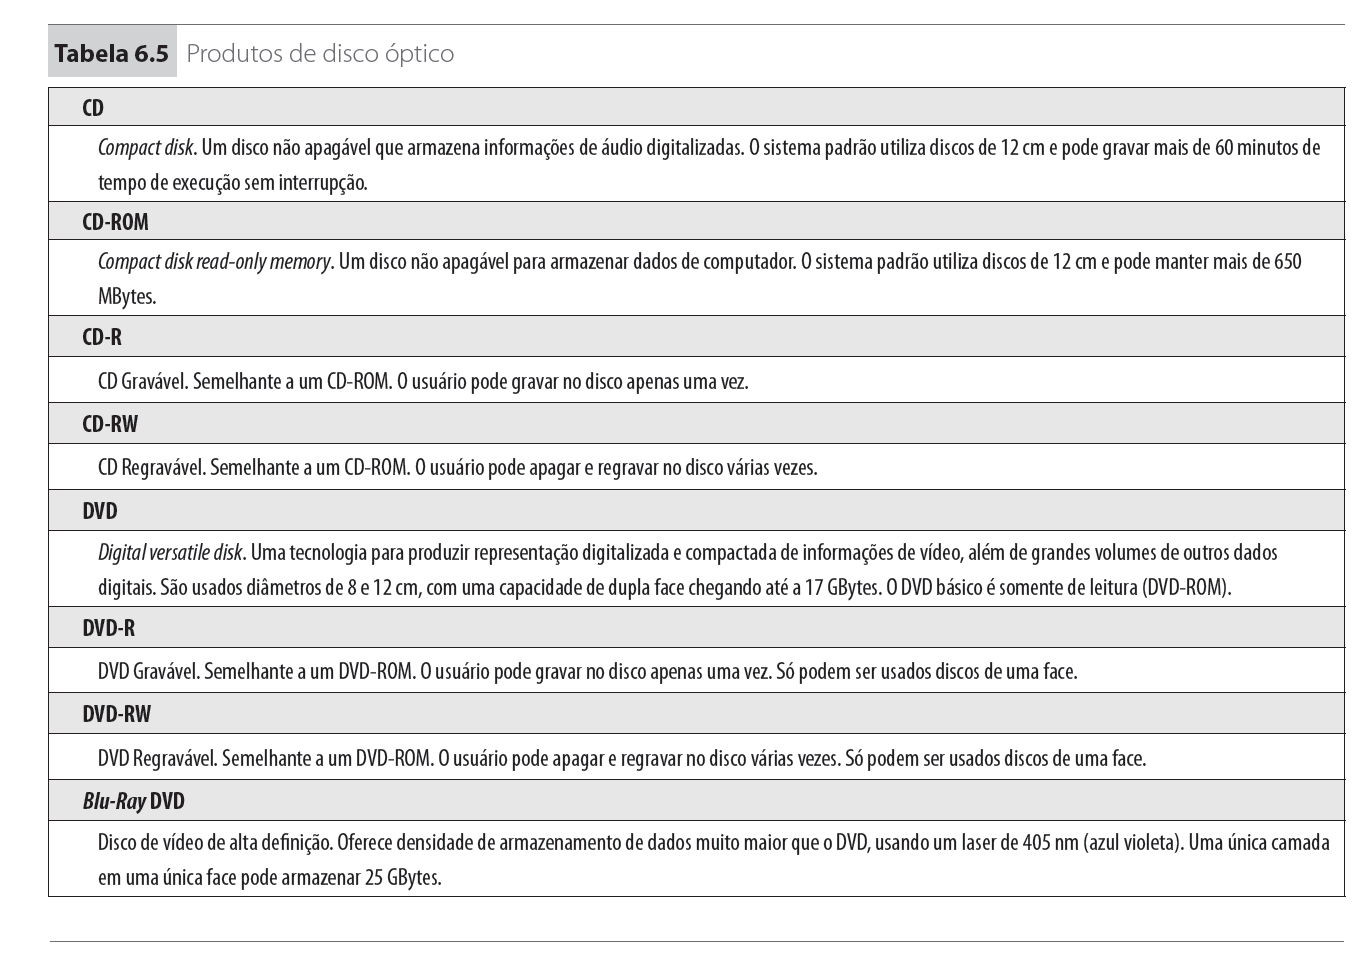 Tabela 6.5 Produtos de disco óptico
CD
Compact disk. Um disco não apagável que armazena informações de áudio digitalizadas. O sistema padrão utiliza discos de 12 cm e pode gravar mais de 60 minutos de
tempo de execução sem interrupção.
CD-ROM
Compact disk read-only memory. Um disco não apagável para armazenar dados de computador. O sistema padrão utiliza discos de 12 cm e pode manter mais de 650
MBytes.
CD-R
CD Gravável. Semelhante a um CD-ROM. O usuário pode gravar no disco apenas uma vez.
CD-RW
CD Regravável. Semelhante a um CD-ROM. O usuário pode apagar e regravar no disco várias vezes.
DVD
Digital versatile disk. Uma tecnologia para produzir representação digitalizada e compactada de informações de vídeo, além de grandes volumes de outros dados
digitais. São usados diâmetros de 8 e 12 cm, com uma capacidade de dupla face chegando até a 17 GBytes. O DVD básico é somente de leitura (DVD-ROM).
DVD-R
DVD Gravável. Semelhante a um DVD-ROM. O usuário pode gravar no disco apenas uma vez. Só podem ser usados discos de uma face.
DVD-RW
DVD Regravável. Semelhante a um DVD-ROM. O usuário pode apagar e regravar no disco várias vezes. Só podem ser usados discos de uma face.
Blu-Ray DVD
Disco de vídeo de alta definição. Oferece densidade de armazenamento de dados muito maior que o DVD, usando um laser de 405 nm (azul violeta). Uma única camada
em uma única face pode armazenar 25 GBytes.